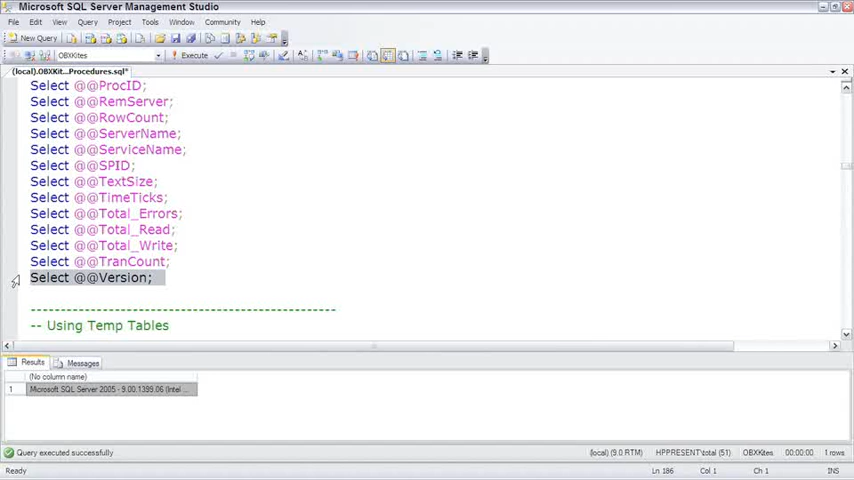 Microsoft SQL Server Management Studio
File Edit View Query Project Tools Window Community Help
New Query
OBXKites Execute
(local).OBXKit...Procedures.sql*
Select @@ProcID;
Select @@RemServer;
Select @@RowCount;
Select @@ServerName;
Select @@ServiceName;
Select @@SPID;
Select @@TextSize;
Select @@TimeTicks;
Select @@Total_Errors;
Select @@Total_Read;
Select @@Total_Write;
Select @@TranCount;
Select @@Version;
---------------------------------------------------
-- Using Temp Tables
Results Messages
(No column name)
1 Microsoft SQL Server 2005 - 9.00.1399.06 (Intel ...
Query executed successfully (local) (9.0 RTM) HPPRESENT\total (51) OBXKites 00:00:00 1 rows
Ready Ln 186 Col 1 Ch 1 INS